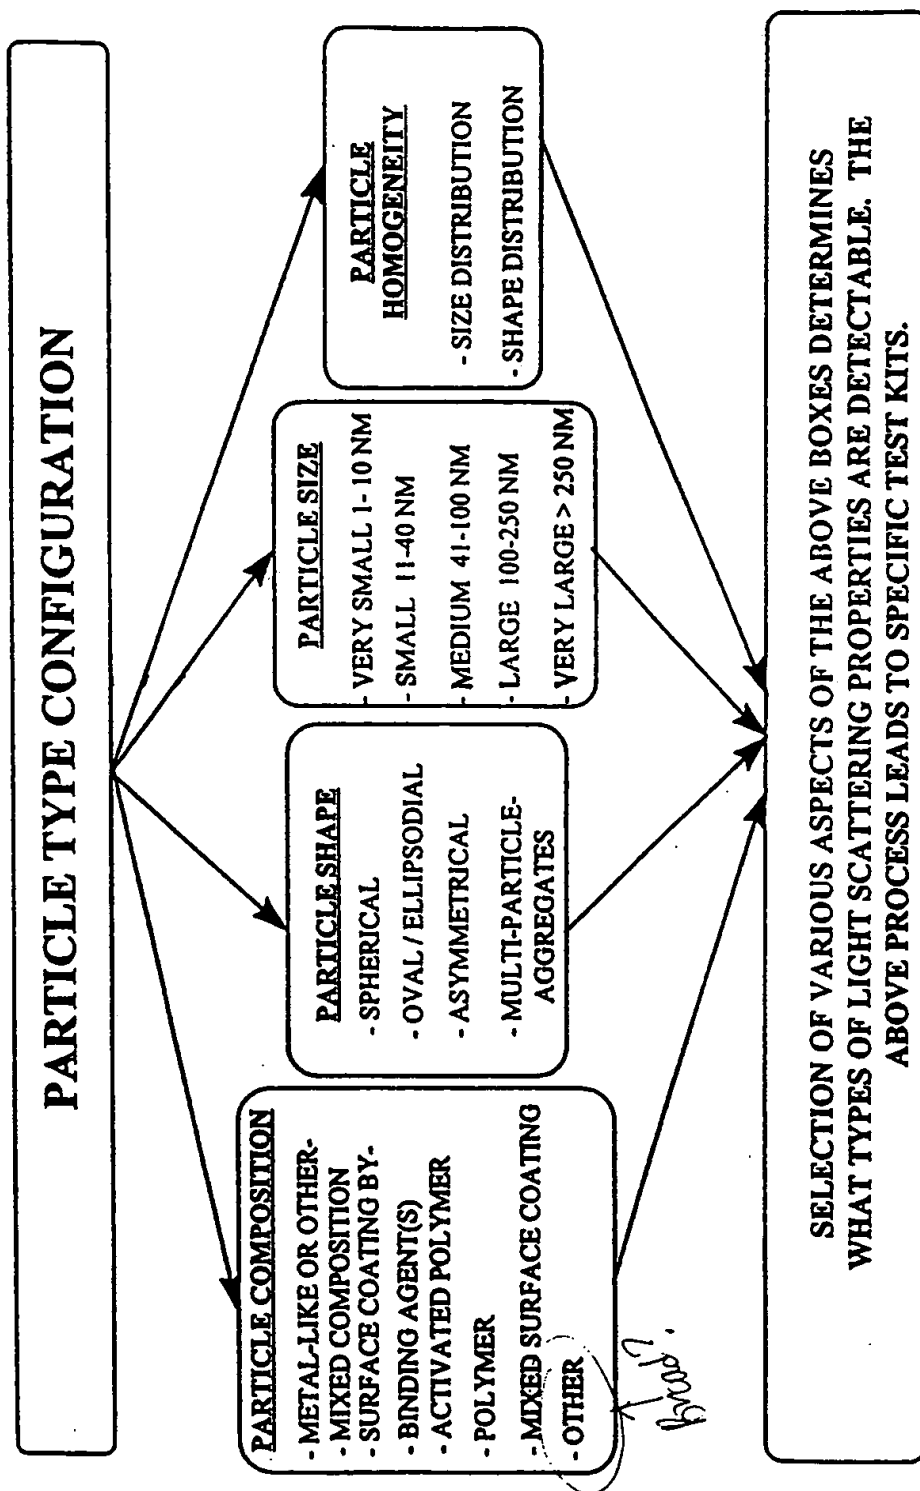 PARTICLE TYPE CONFIGURATION
PARTICLE COMPOSITION
- METAL-LIKE OR OTHER-
- MIXED COMPOSITION
- SURFACE COATING BY-
- BINDING AGENT(S)
- ACTIVATED POLYMER
- POLYMER
- MIXED SURFACE COATING
- OTHER
Broad?
PARTICLE SHAPE
- SPHERICAL
- OVAL / ELLIPSODIAL
- ASYMMETRICAL
- MULTI-PARTICLE-
AGGREGATES
PARTICLE SIZE
- VERY SMALL 1- 10 NM
- SMALL 11-40 NM
- MEDIUM 41-100 NM
- LARGE 100-250 NM
- VERY LARGE > 250 NM
PARTICLE
HOMOGENEITY
- SIZE DISTRIBUTION
- SHAPE DISTRIBUTION
SELECTION OF VARIOUS ASPECTS OF THE ABOVE BOXES DETERMINES
WHAT TYPES OF LIGHT SCATTERING PROPERTIES ARE DETECTABLE. THE
ABOVE PROCESS LEADS TO SPECIFIC TEST KITS.